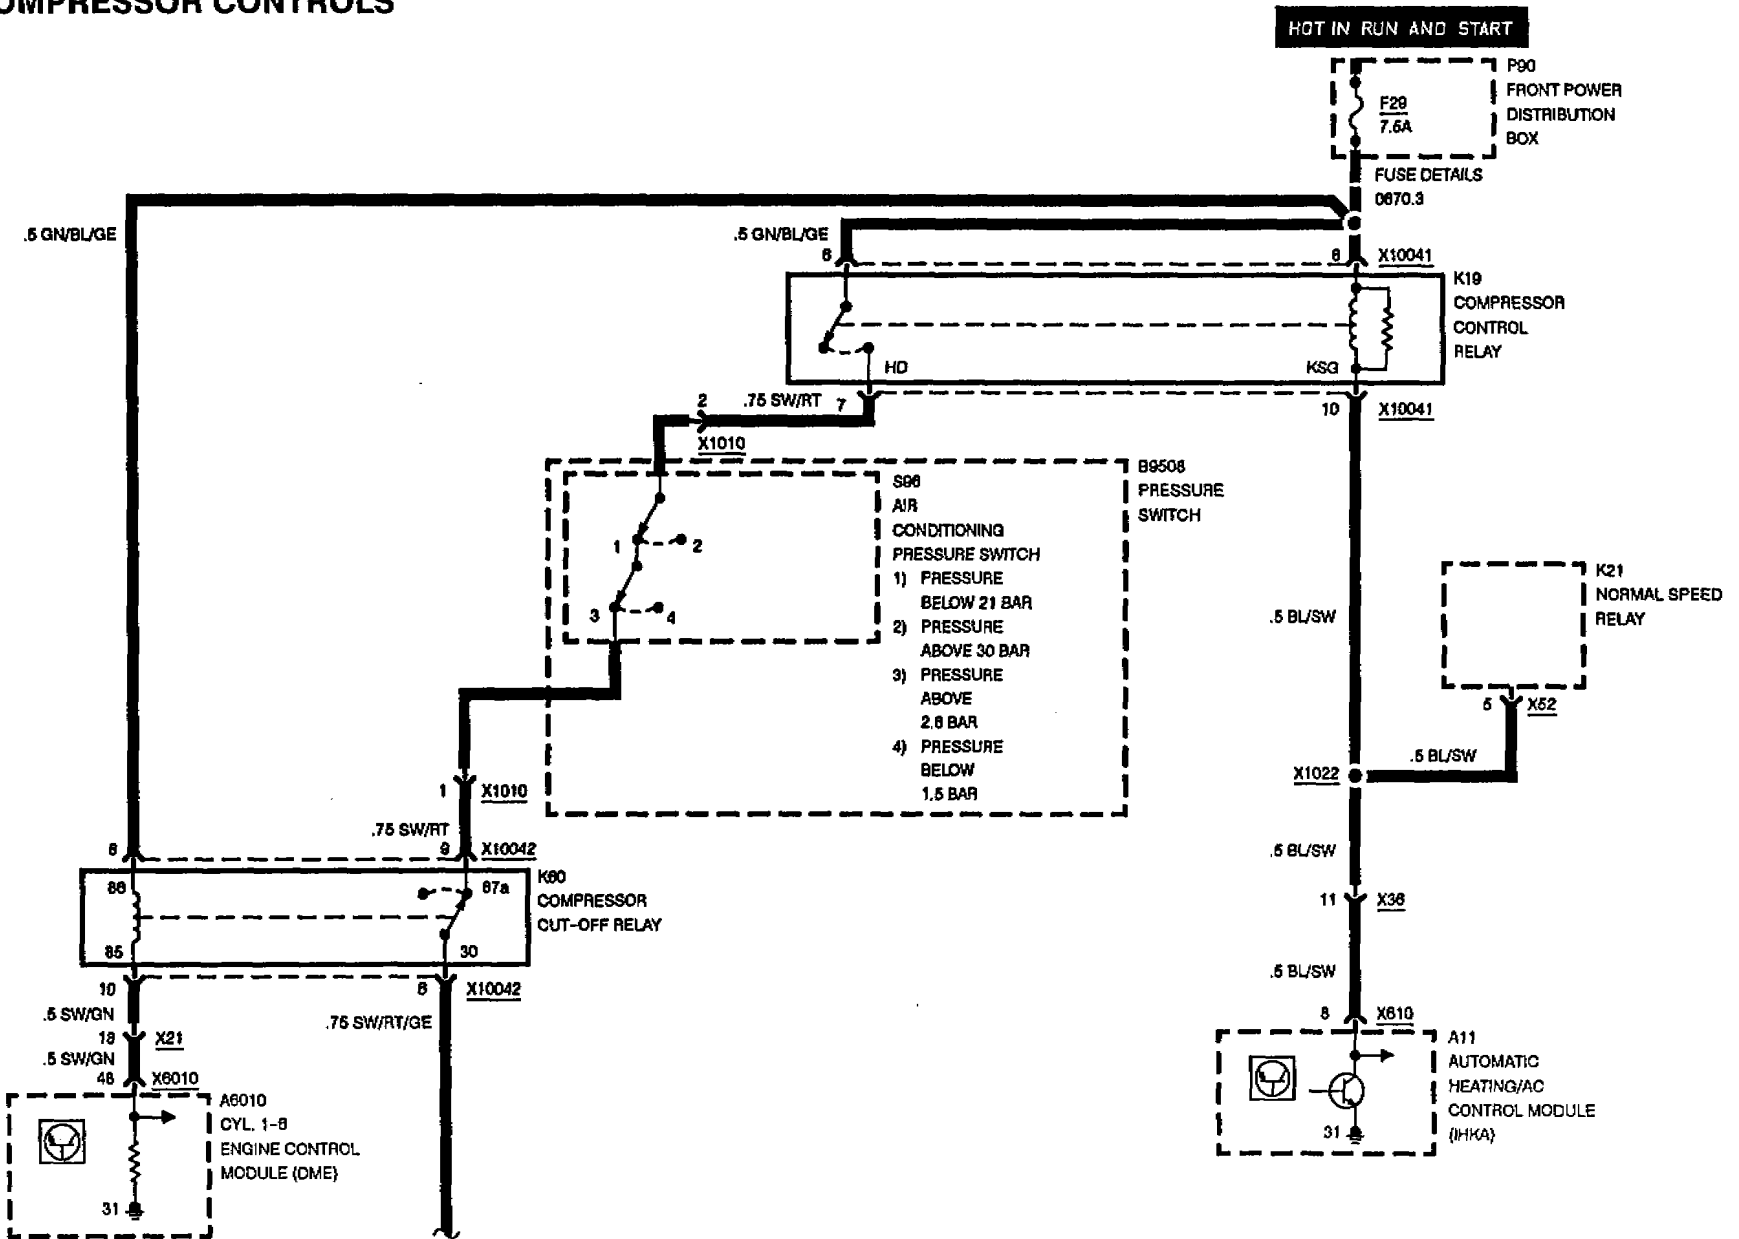 COMPRESSOR CONTROLS
HOT IN RUN AND START
P90
FRONT POWER
DISTRIBUTION
BOX
F29
7.5A
FUSE DETAILS
0670.3
.5 GN/BL/GE
.5 GN/BL/GE
6
8
X10041
K19
COMPRESSOR
CONTROL
RELAY
HD
KSG
2
.75 SW/RT
7
10
X10041
X1010
B9508
PRESSURE
SWITCH
S96
AIR
CONDITIONING
PRESSURE SWITCH
1) PRESSURE
BELOW 21 BAR
2) PRESSURE
ABOVE 30 BAR
3) PRESSURE
ABOVE
2.6 BAR
4) PRESSURE
BELOW
1.5 BAR
1
2
3
4
K21
NORMAL SPEED
RELAY
.5 BL/SW
5
X52
.5 BL/SW
X1022
1
X1010
.75 SW/RT
6
9
X10042
.5 BL/SW
86
87a
K60
COMPRESSOR
CUT-OFF RELAY
85
30
11
X36
10
6
X10042
.5 BL/SW
.5 SW/GN
.75 SW/RT/GE
18
X21
8
X610
.5 SW/GN
48
X6010
A11
AUTOMATIC
HEATING/AC
CONTROL MODULE
(IHKA)
31
A6010
CYL. 1-6
ENGINE CONTROL
MODULE (DME)
31